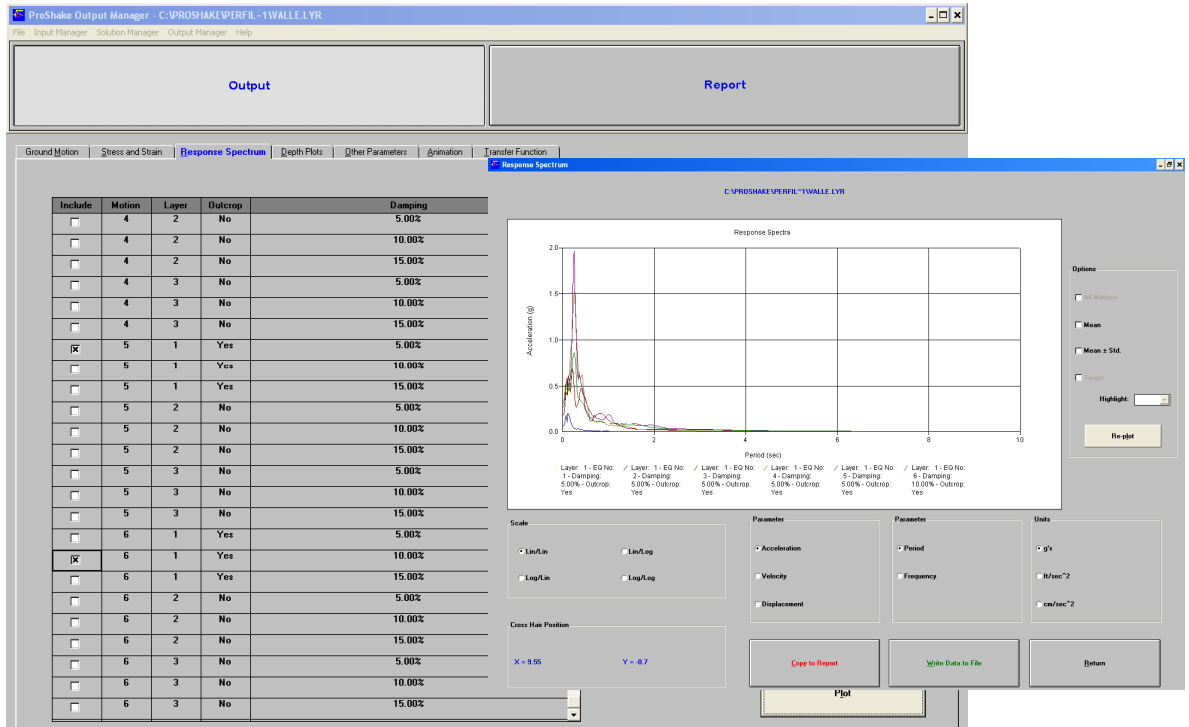 ProShake Output Manager - C:\PROSHAKE\PERFIL~1\VALLE.LYR
File Input Manager Solution Manager Output Manager Help
Output
Report
Ground Motion Stress and Strain Response Spectrum Depth Plots Other Parameters Animation Transfer Function
Include Motion Layer Outcrop Damping
4 2 No 5.00%
4 2 No 10.00%
4 2 No 15.00%
4 3 No 5.00%
4 3 No 10.00%
4 3 No 15.00%
5 1 Yes 5.00%
5 1 Yes 10.00%
5 1 Yes 15.00%
5 2 No 5.00%
5 2 No 10.00%
5 2 No 15.00%
5 3 No 5.00%
5 3 No 10.00%
5 3 No 15.00%
6 1 Yes 5.00%
6 1 Yes 10.00%
6 1 Yes 15.00%
6 2 No 5.00%
6 2 No 10.00%
6 2 No 15.00%
6 3 No 5.00%
6 3 No 10.00%
6 3 No 15.00%
Plot
Response Spectrum
C:\PROSHAKE\PERFIL~1\VALLE.LYR
Response Spectra
Acceleration (g)
2.0
1.5
1.0
0.5
0.0
0 2 4 6 8 10
Period (sec)
Layer: 1 - EQ No: Layer: 1 - EQ No: Layer: 1 - EQ No: Layer: 1 - EQ No: Layer: 1 - EQ No: Layer: 1 - EQ No:
1 - Damping: 2 - Damping: 3 - Damping: 4 - Damping: 5 - Damping: 6 - Damping:
5.00% - Outcrop: 5.00% - Outcrop: 5.00% - Outcrop: 5.00% - Outcrop: 5.00% - Outcrop: 10.00% - Outcrop:
Yes Yes Yes Yes Yes Yes
Options
All Motions
Mean
Mean ± Std.
Target
Highlight:
Re-plot
Scale
Lin/Lin Lin/Log
Log/Lin Log/Log
Parameter
Acceleration
Velocity
Displacement
Parameter
Period
Frequency
Units
g's
ft/sec^2
cm/sec^2
Cross Hair Position
X = 9.55 Y = -0.7
Copy to Report
Write Data to File
Return